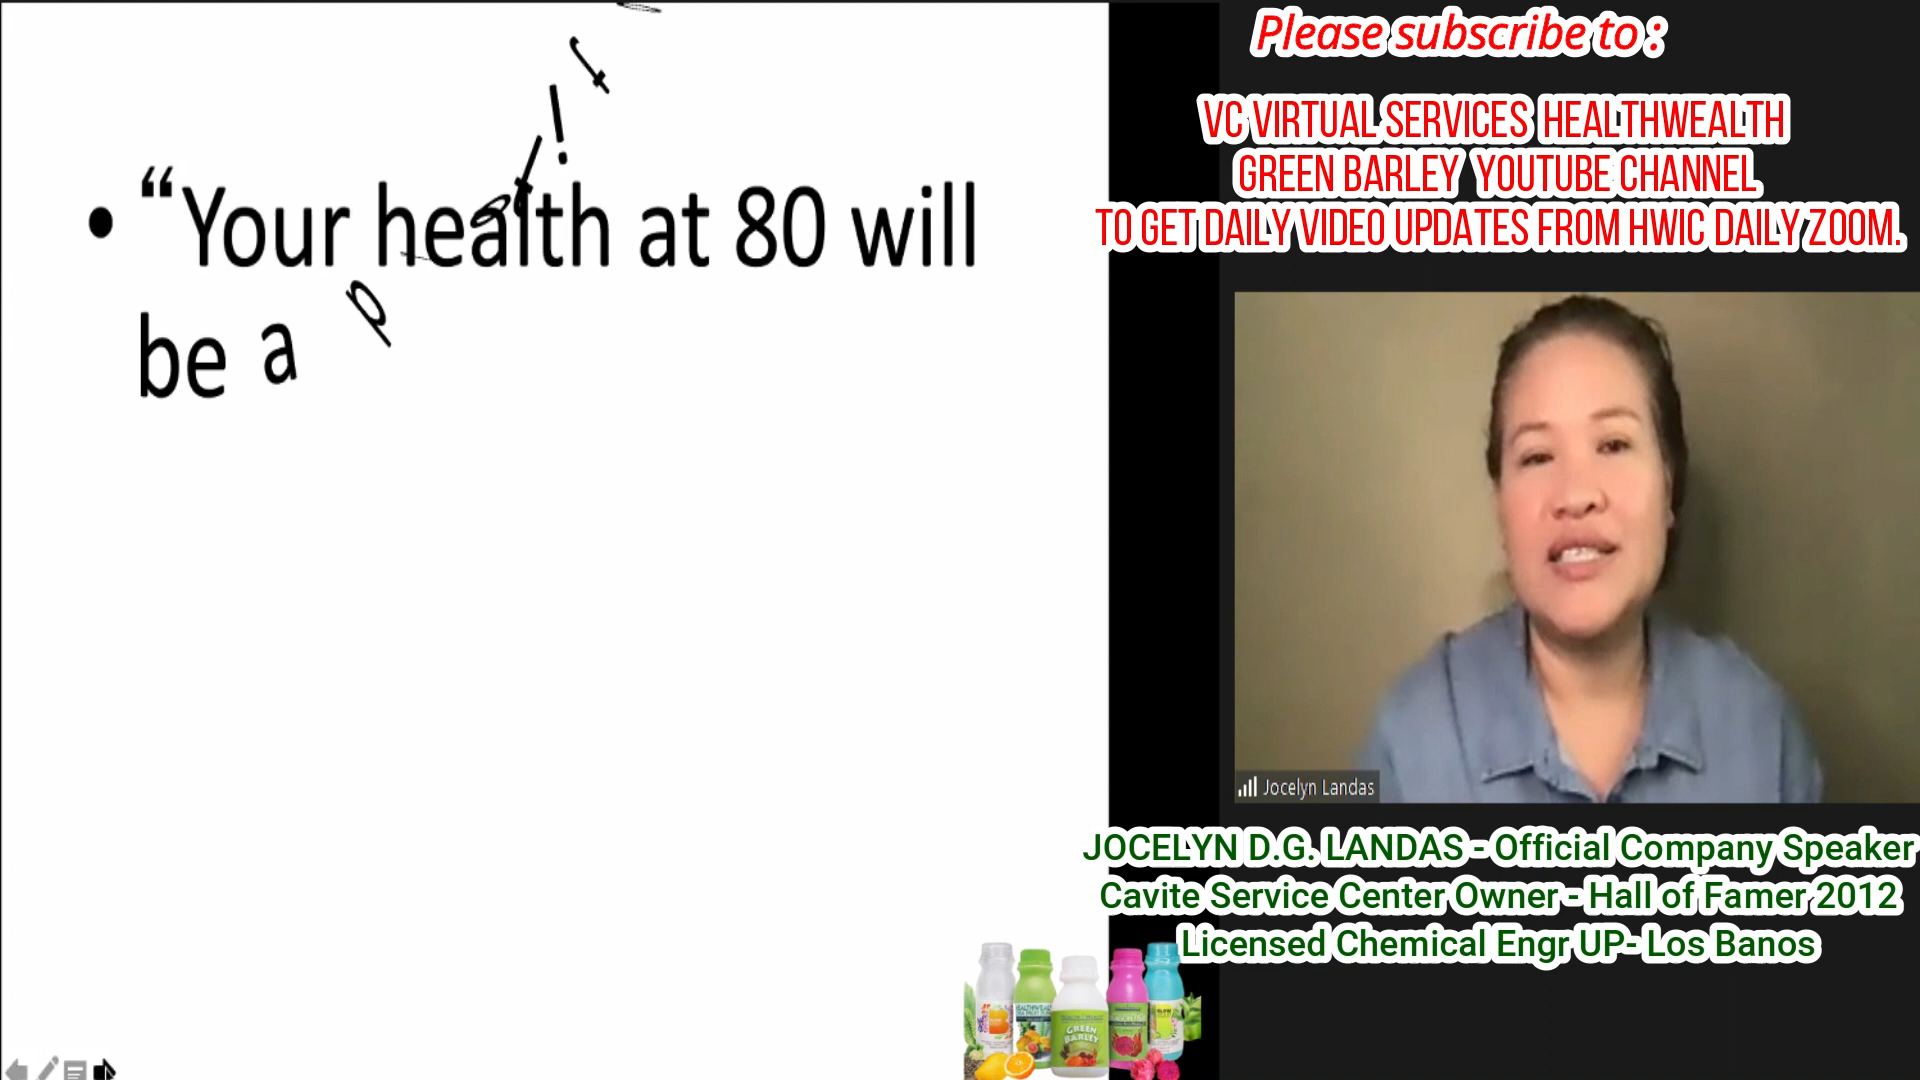 Please subscribe to :
VC VIRTUAL SERVICES HEALTHWEALTH
GREEN BARLEY YOUTUBE CHANNEL
TO GET DAILY VIDEO UPDATES FROM HWIC DAILY ZOOM.
• “Your health at 80 will
be a p
!
Jocelyn Landas
JOCELYN D.G. LANDAS - Official Company Speaker
Cavite Service Center Owner - Hall of Famer 2012
Licensed Chemical Engr UP- Los Banos
GREEN
BARLEY